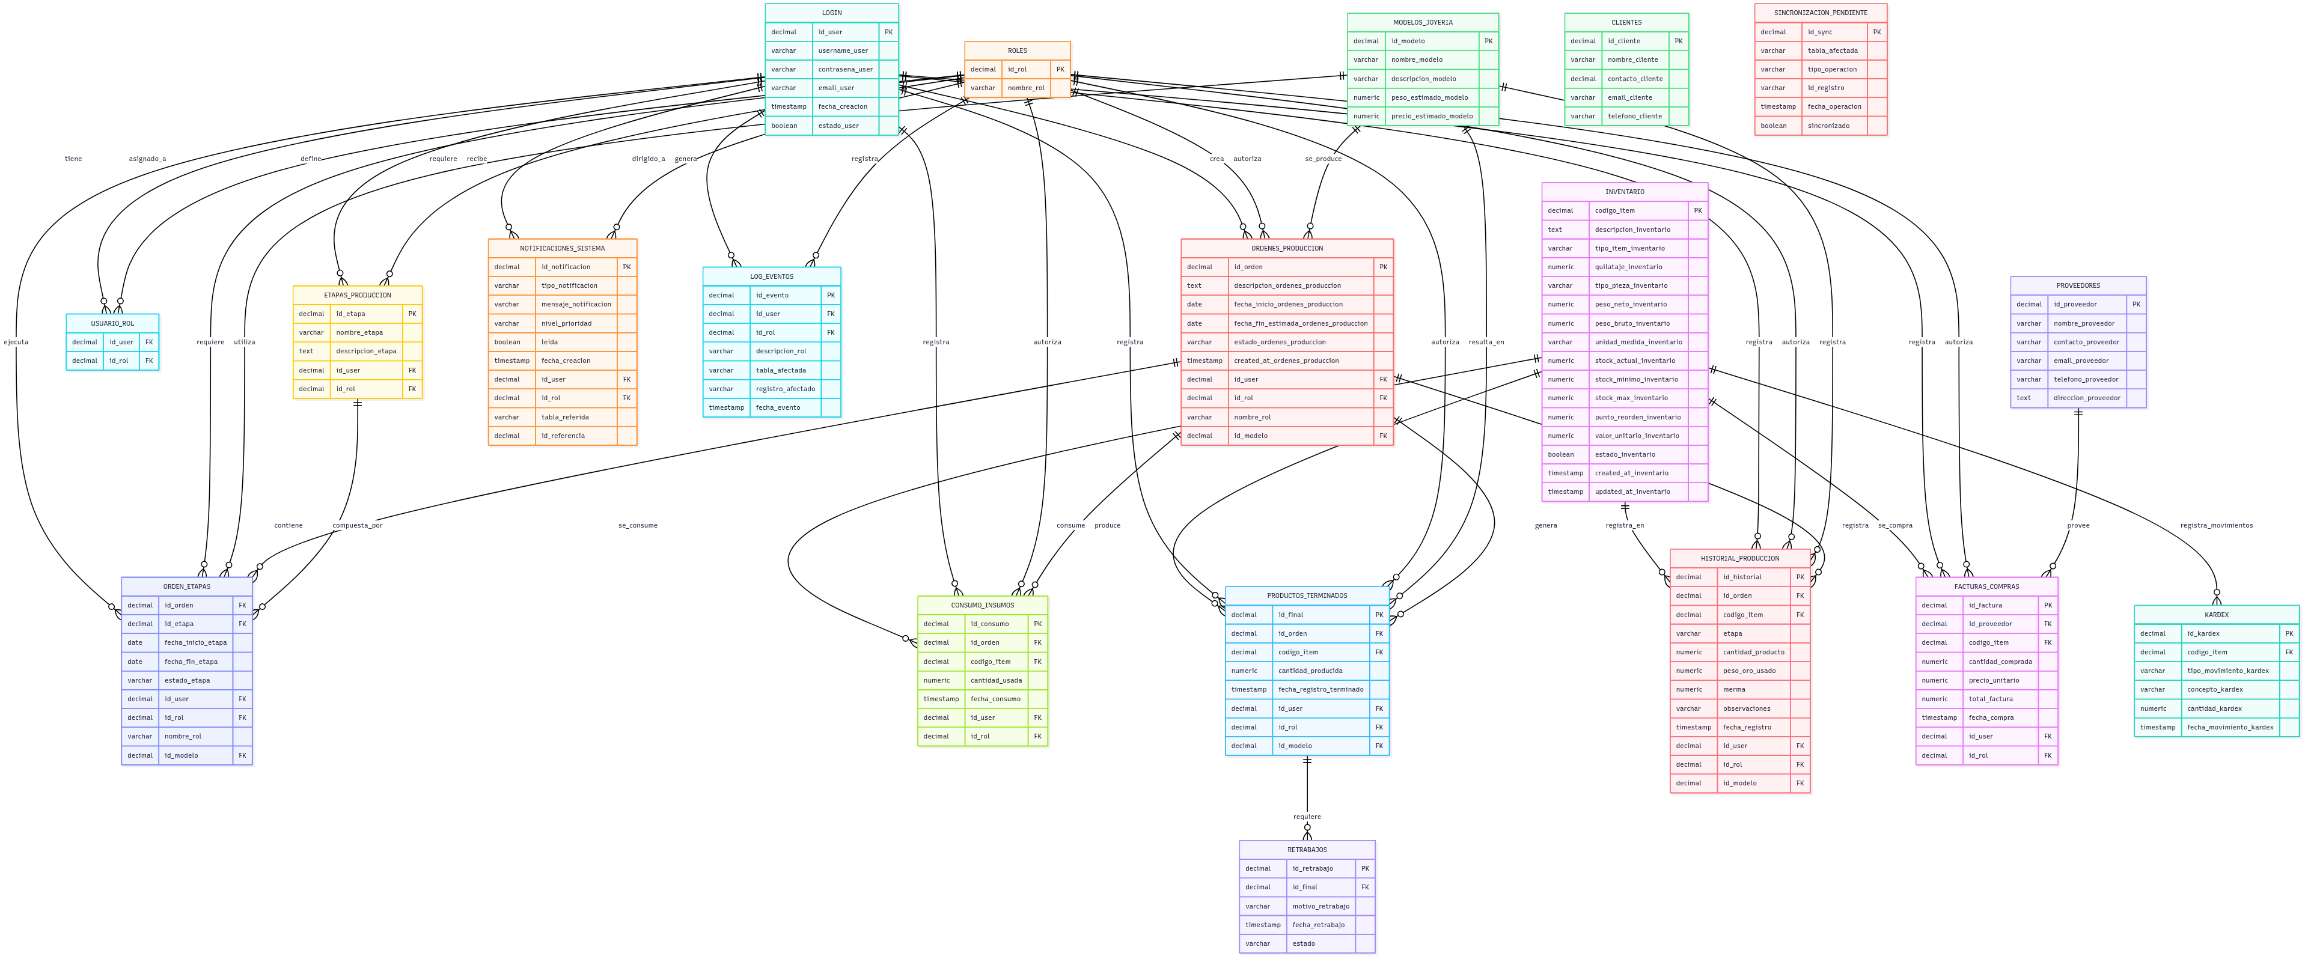 LOGIN
decimal id_user PK
varchar username_user
varchar contrasena_user
varchar email_user
timestamp fecha_creacion
boolean estado_user
ROLES
decimal id_rol PK
varchar nombre_rol
MODELOS_JOYERIA
decimal id_modelo PK
varchar nombre_modelo
varchar descripcion_modelo
numeric peso_estimado_modelo
numeric precio_estimado_modelo
CLIENTES
decimal id_cliente PK
varchar nombre_cliente
decimal contacto_cliente
varchar email_cliente
varchar telefono_cliente
SINCRONIZACION_PENDIENTE
decimal id_sync PK
varchar tabla_afectada
varchar tipo_operacion
varchar id_registro
timestamp fecha_operacion
boolean sincronizado
tiene asignado_a define requiere recibe dirigido_a genera registra crea autoriza se_produce
USUARIO_ROL
decimal id_user FK
decimal id_rol FK
ETAPAS_PRODUCCION
decimal id_etapa PK
varchar nombre_etapa
text descripcion_etapa
decimal id_user FK
decimal id_rol FK
NOTIFICACIONES_SISTEMA
decimal id_notificacion PK
varchar tipo_notificacion
varchar mensaje_notificacion
varchar nivel_prioridad
boolean leida
timestamp fecha_creacion
decimal id_user FK
decimal id_rol FK
varchar tabla_referida
decimal id_referencia
LOG_EVENTOS
decimal id_evento PK
decimal id_user FK
decimal id_rol FK
varchar descripcion_rol
varchar tabla_afectada
varchar registro_afectado
timestamp fecha_evento
ORDENES_PRODUCCION
decimal id_orden PK
text descripcion_ordenes_produccion
date fecha_inicio_ordenes_produccion
date fecha_fin_estimada_ordenes_produccion
varchar estado_ordenes_produccion
timestamp created_at_ordenes_produccion
decimal id_user FK
decimal id_rol FK
varchar nombre_rol
decimal id_modelo FK
INVENTARIO
decimal codigo_item PK
text descripcion_inventario
varchar tipo_item_inventario
numeric quilataje_inventario
varchar tipo_pieza_inventario
numeric peso_neto_inventario
numeric peso_bruto_inventario
varchar unidad_medida_inventario
numeric stock_actual_inventario
numeric stock_minimo_inventario
numeric stock_max_inventario
numeric punto_reorden_inventario
numeric valor_unitario_inventario
boolean estado_inventario
timestamp created_at_inventario
timestamp updated_at_inventario
PROVEEDORES
decimal id_proveedor PK
varchar nombre_proveedor
varchar contacto_proveedor
varchar email_proveedor
varchar telefono_proveedor
text direccion_proveedor
ejecuta requiere utiliza registra autoriza registra autoriza resulta_en registra autoriza registra registra autoriza
contiene compuesta_por se_consume consume produce genera registra_en registra se_compra provee registra_movimientos
ORDEN_ETAPAS
decimal id_orden FK
decimal id_etapa FK
date fecha_inicio_etapa
date fecha_fin_etapa
varchar estado_etapa
decimal id_user FK
decimal id_rol FK
varchar nombre_rol
decimal id_modelo FK
CONSUMO_INSUMOS
decimal id_consumo PK
decimal id_orden FK
decimal codigo_item FK
numeric cantidad_usada
timestamp fecha_consumo
decimal id_user FK
decimal id_rol FK
PRODUCTOS_TERMINADOS
decimal id_final PK
decimal id_orden FK
decimal codigo_item FK
numeric cantidad_producida
timestamp fecha_registro_terminado
decimal id_user FK
decimal id_rol FK
decimal id_modelo FK
HISTORIAL_PRODUCCION
decimal id_historial PK
decimal id_orden FK
decimal codigo_item FK
varchar etapa
numeric cantidad_producto
numeric peso_oro_usado
numeric merma
varchar observaciones
timestamp fecha_registro
decimal id_user FK
decimal id_rol FK
decimal id_modelo FK
FACTURAS_COMPRAS
decimal id_factura PK
decimal id_proveedor FK
decimal codigo_item FK
numeric cantidad_comprada
numeric precio_unitario
numeric total_factura
timestamp fecha_compra
decimal id_user FK
decimal id_rol FK
KARDEX
decimal id_kardex PK
decimal codigo_item FK
varchar tipo_movimiento_kardex
varchar concepto_kardex
numeric cantidad_kardex
timestamp fecha_movimiento_kardex
requiere
RETRABAJOS
decimal id_retrabajo PK
decimal id_final FK
varchar motivo_retrabajo
timestamp fecha_retrabajo
varchar estado